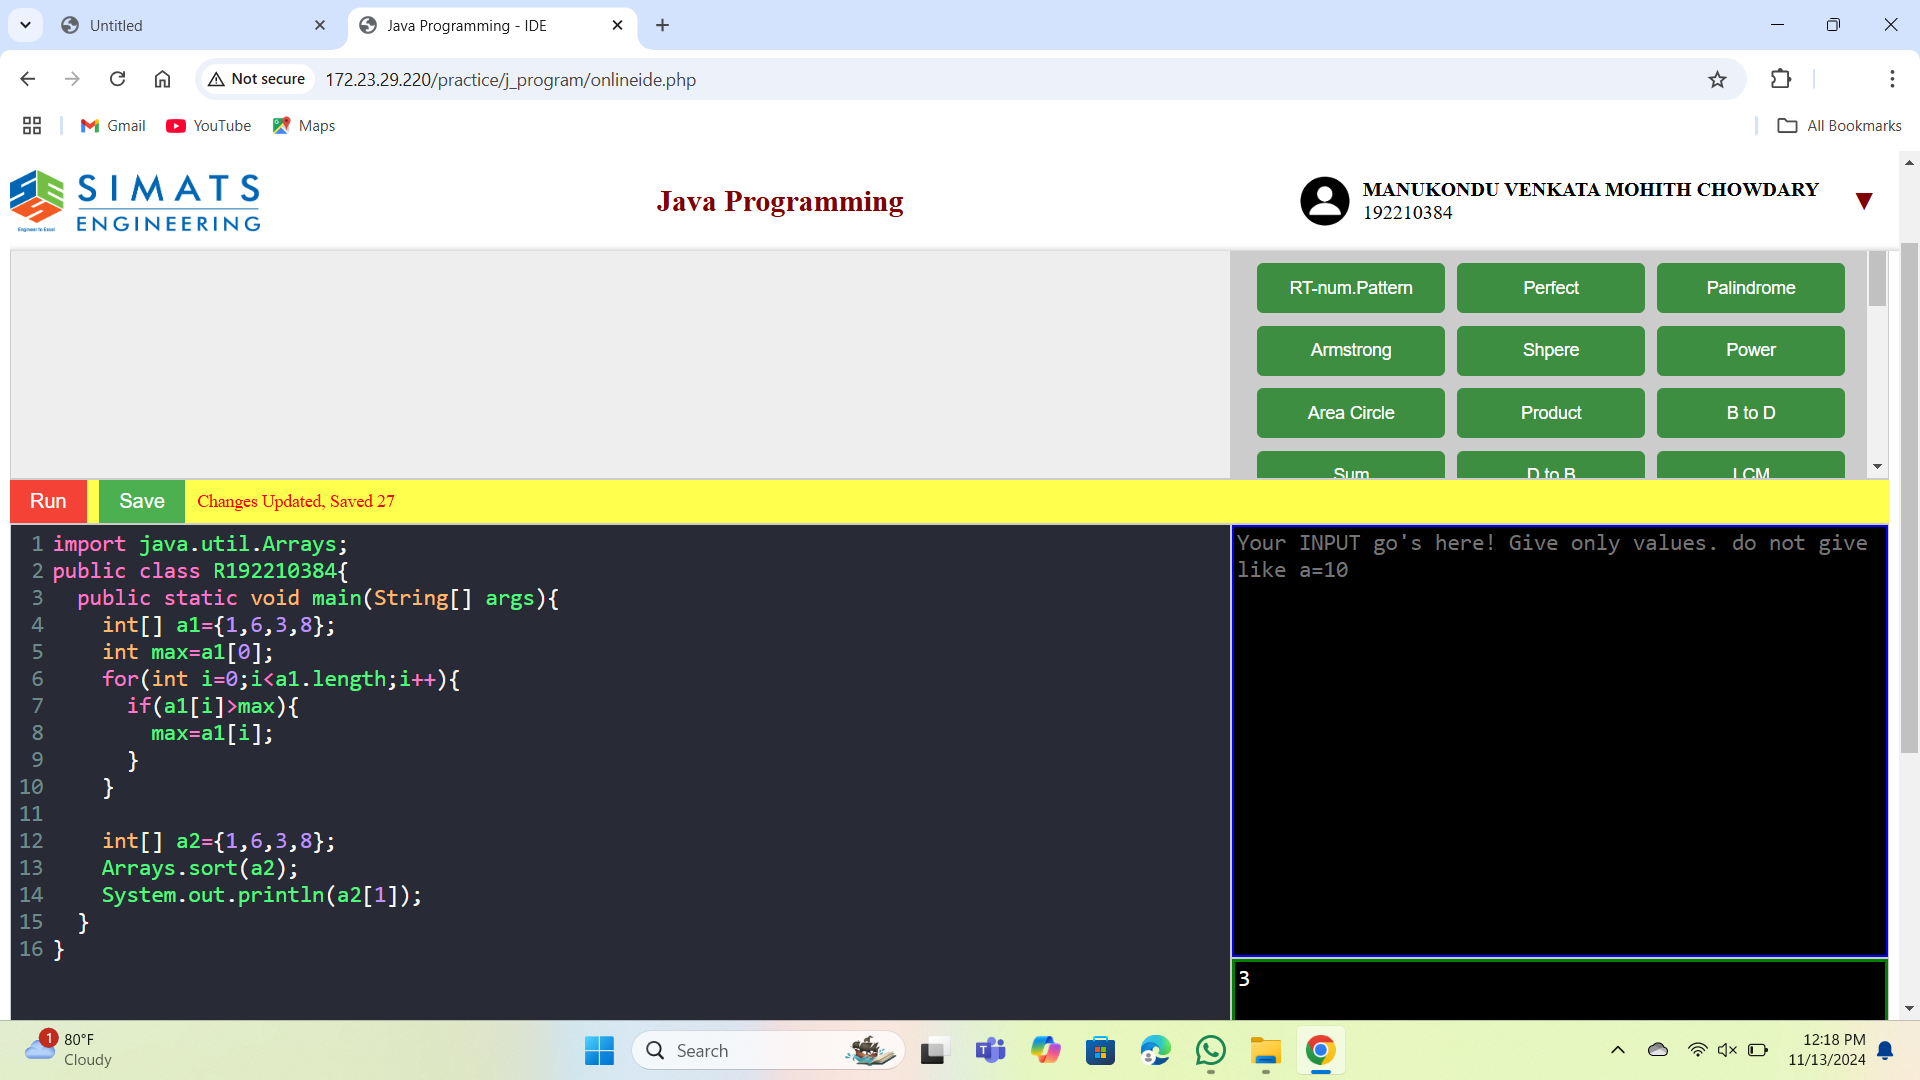 Untitled
Java Programming - IDE
Not secure
172.23.29.220/practice/j_program/onlineide.php
Gmail
YouTube
Maps
All Bookmarks
SIMATS
ENGINEERING
Engineer to Excel
Java Programming
MANUKONDU VENKATA MOHITH CHOWDARY
192210384
RT-num.Pattern
Perfect
Palindrome
Armstrong
Shpere
Power
Area Circle
Product
B to D
Sum
D to B
LCM
Run
Save
Changes Updated, Saved 27
1 import java.util.Arrays;
2 public class R192210384{
3 public static void main(String[] args){
4 int[] a1={1,6,3,8};
5 int max=a1[0];
6 for(int i=0;i<a1.length;i++){
7 if(a1[i]>max){
8 max=a1[i];
9 }
10 }
11
12 int[] a2={1,6,3,8};
13 Arrays.sort(a2);
14 System.out.println(a2[1]);
15 }
16 }
Your INPUT go's here! Give only values. do not give
like a=10
3
1
80°F
Cloudy
Search
12:18 PM
11/13/2024